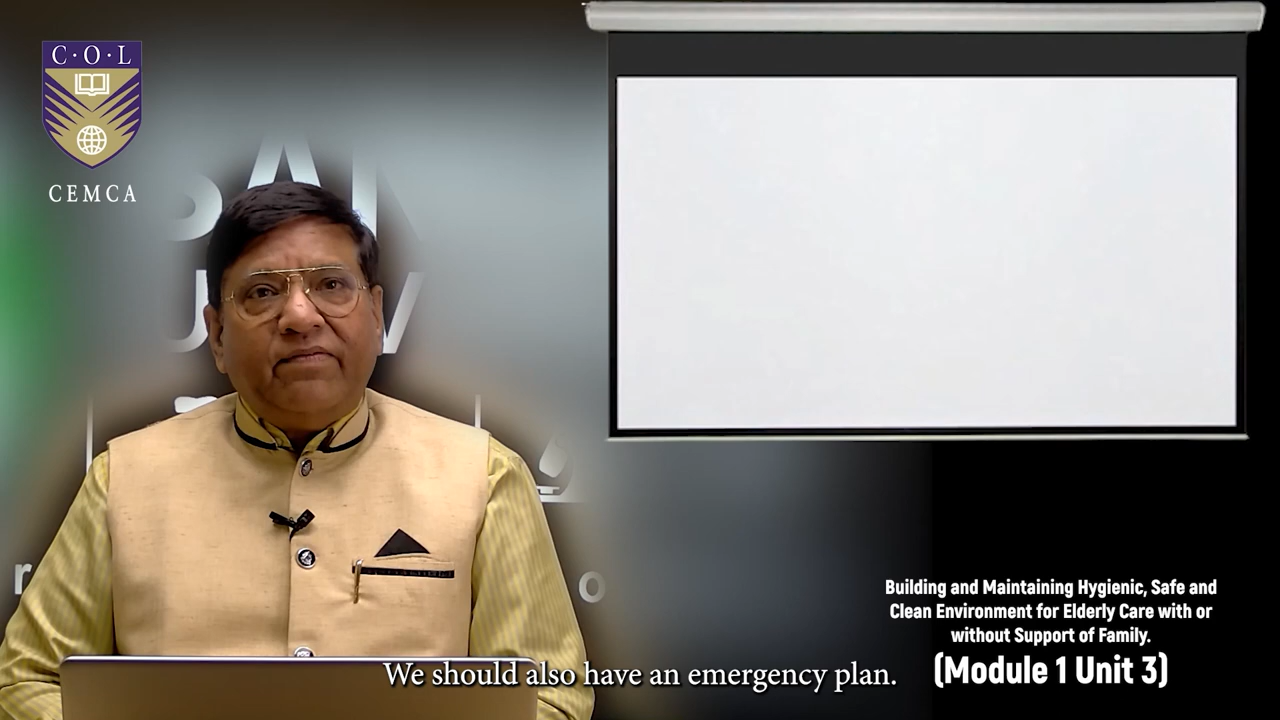 C·O·L
CEMCA
SAN
Building and Maintaining Hygienic, Safe and
Clean Environment for Elderly Care with or
without Support of Family.
(Module 1 Unit 3)
We should also have an emergency plan.